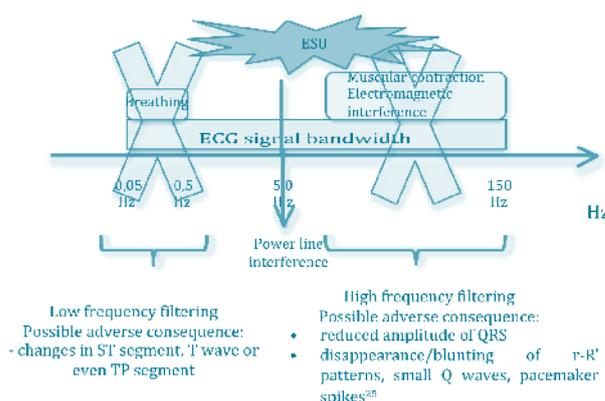 ESU
Muscular contraction
Electromagnetic
interference
Breathing
ECG signal bandwidth
0,05
Hz
0,5
Hz
50
Hz
150
Hz
Hz
Power line
interference
Low frequency filtering
Possible adverse consequence:
- changes in ST segment, T wave or
even TP segment
High frequency filtering
Possible adverse consequence:
• reduced amplitude of QRS
• disappearance/blunting of r-R'
patterns, small Q waves, pacemaker
spikes²⁵